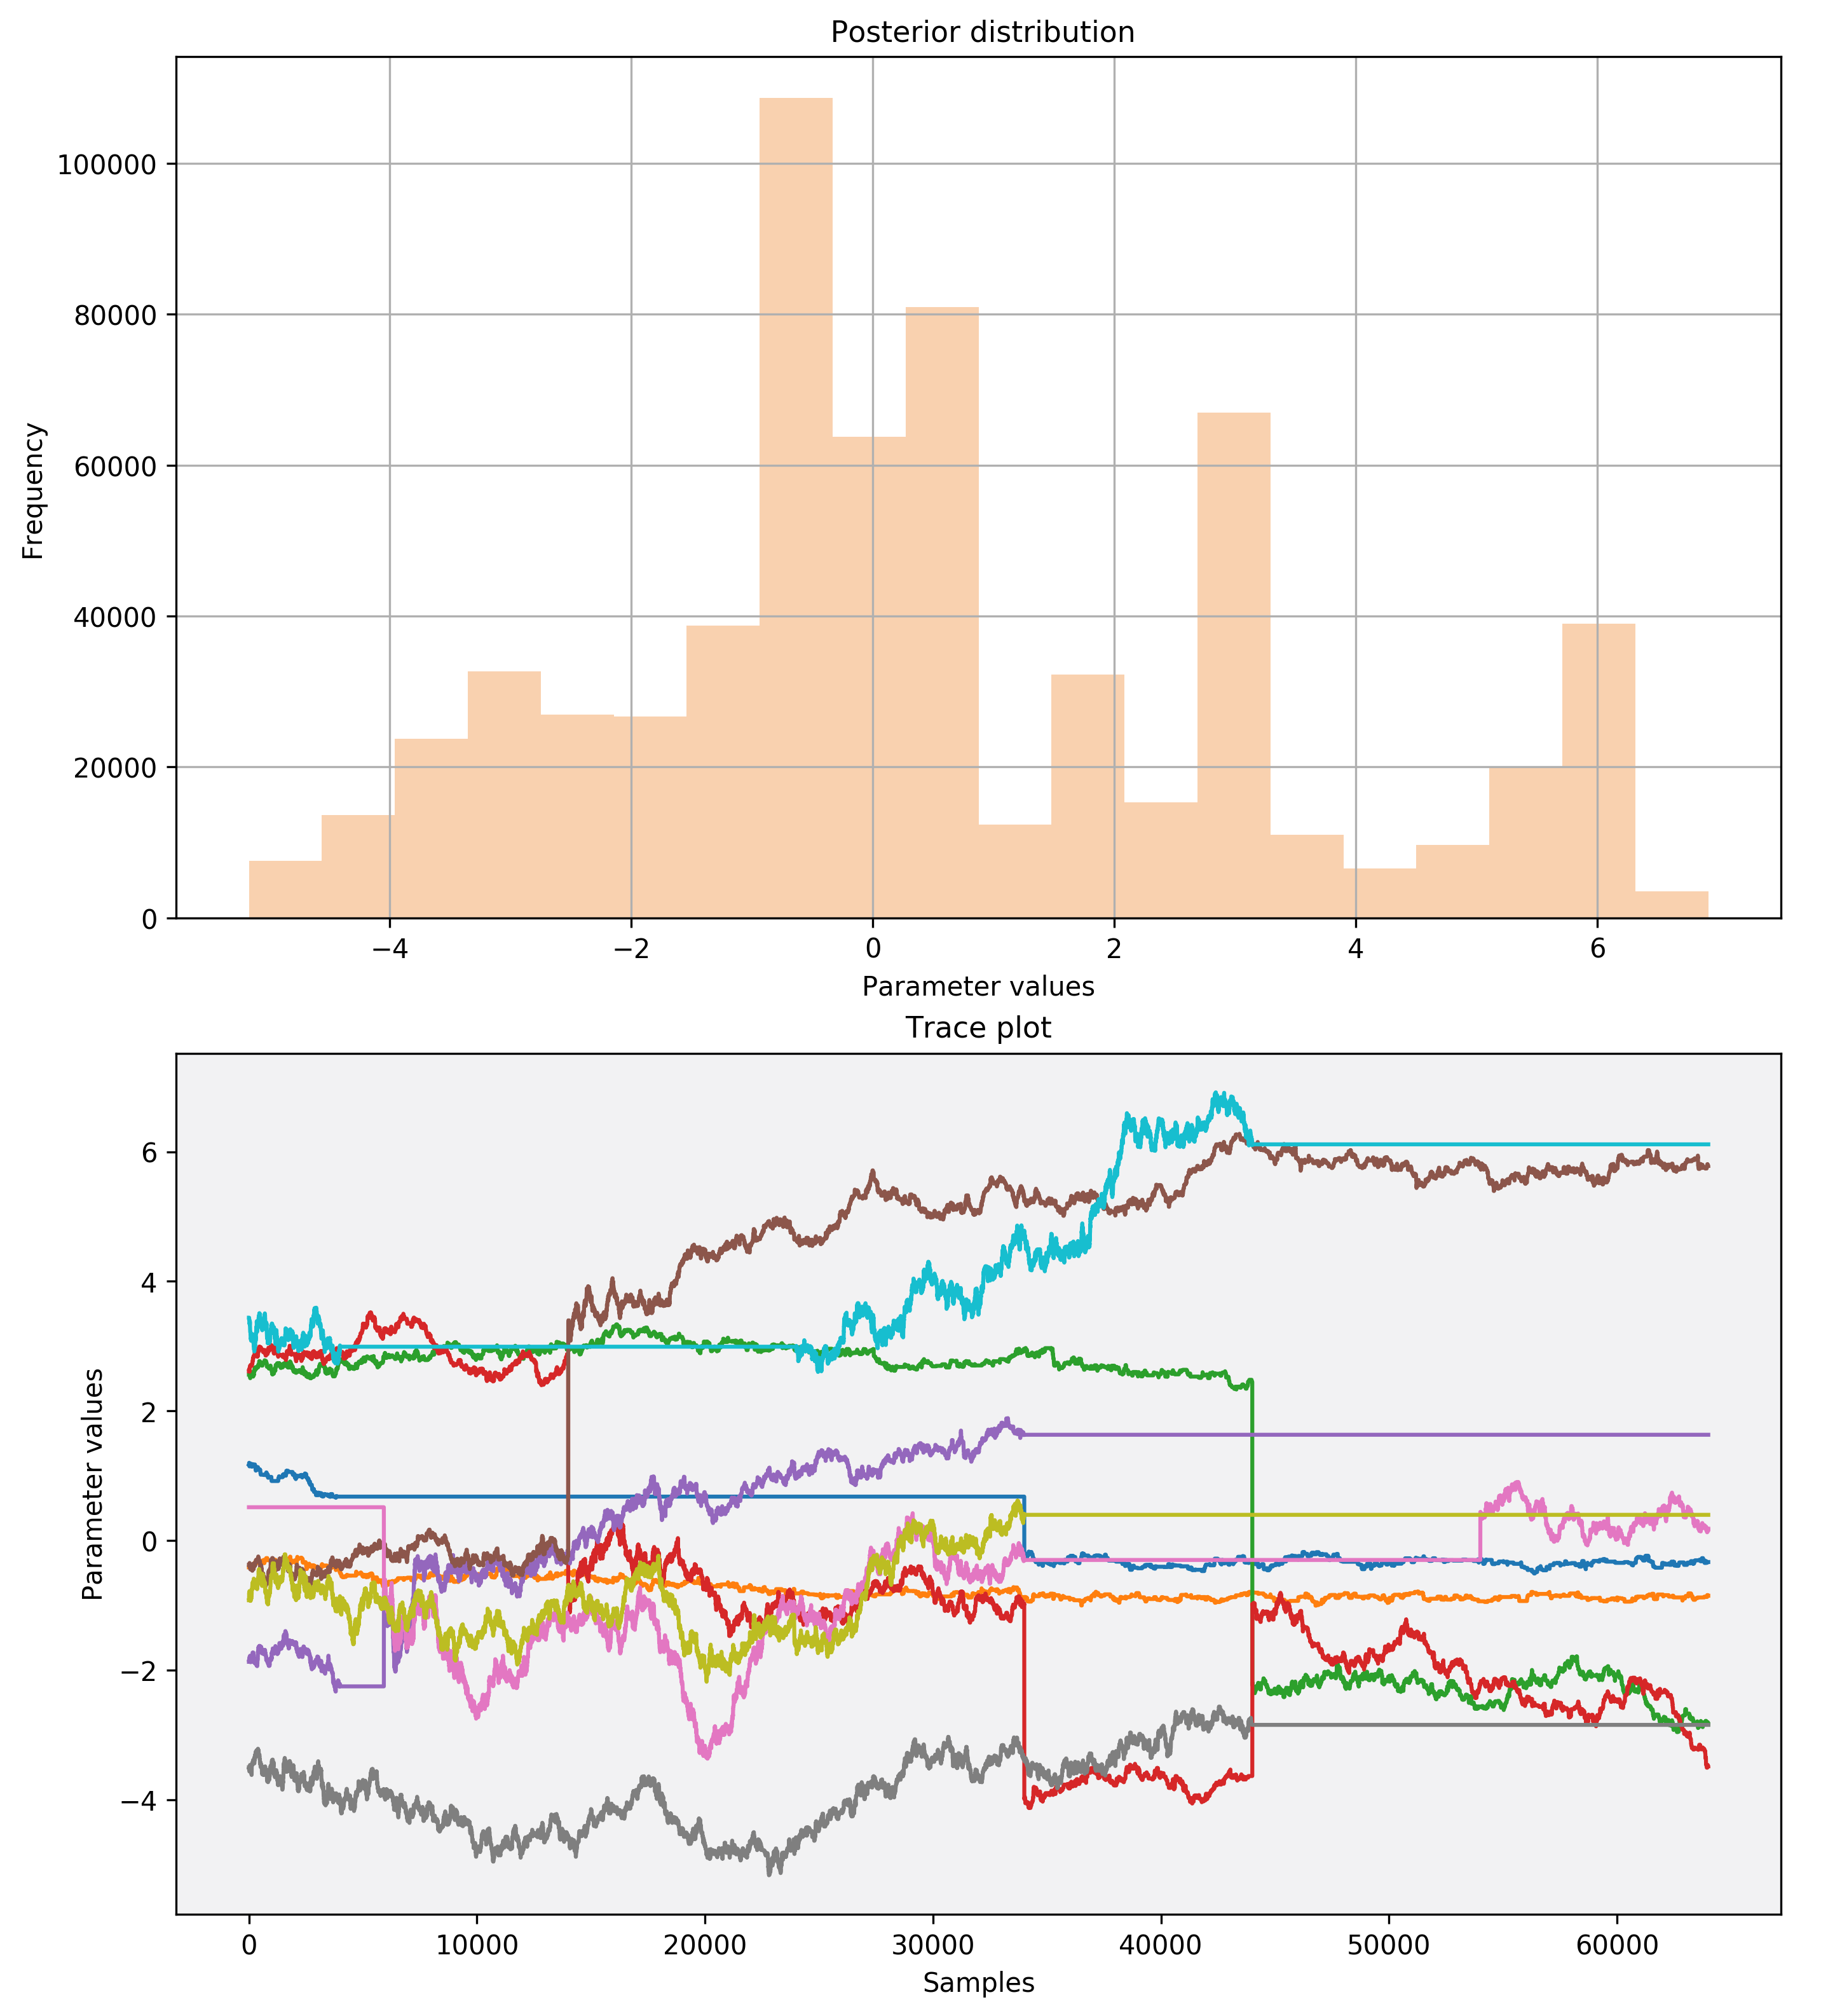 Posterior distribution
100000
80000
60000
40000
20000
0
Frequency
−4 −2 0 2 4 6
Parameter values
Trace plot
6
4
2
0
−2
−4
Parameter values
0 10000 20000 30000 40000 50000 60000
Samples